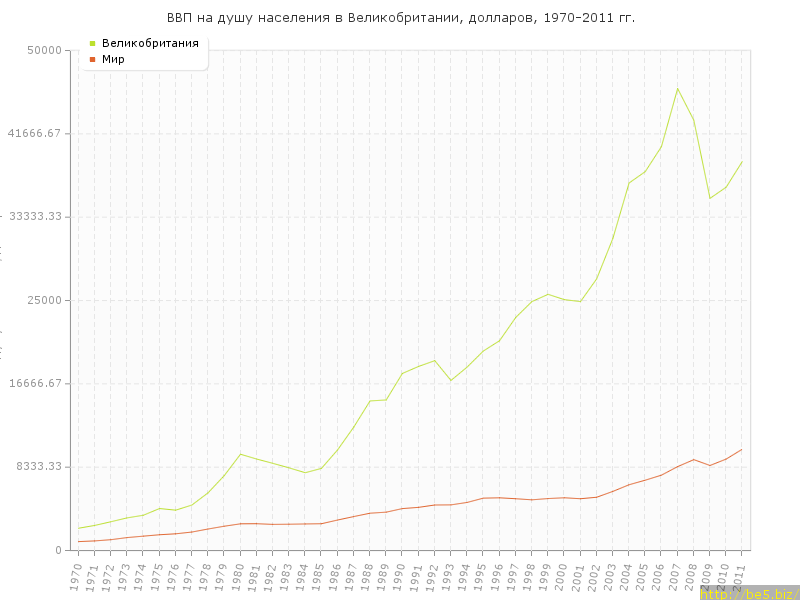 ВВП на душу населения в Великобритании, долларов, 1970-2011 гг.
Великобритания
Мир
50000
41666.67
33333.33
25000
16666.67
8333.33
0
1970 1971 1972 1973 1974 1975 1976 1977 1978 1979 1980 1981 1982 1983 1984 1985 1986 1987 1988 1989 1990 1991 1992 1993 1994 1995 1996 1997 1998 1999 2000 2001 2002 2003 2004 2005 2006 2007 2008 2009 2010 2011
http://be5.biz/